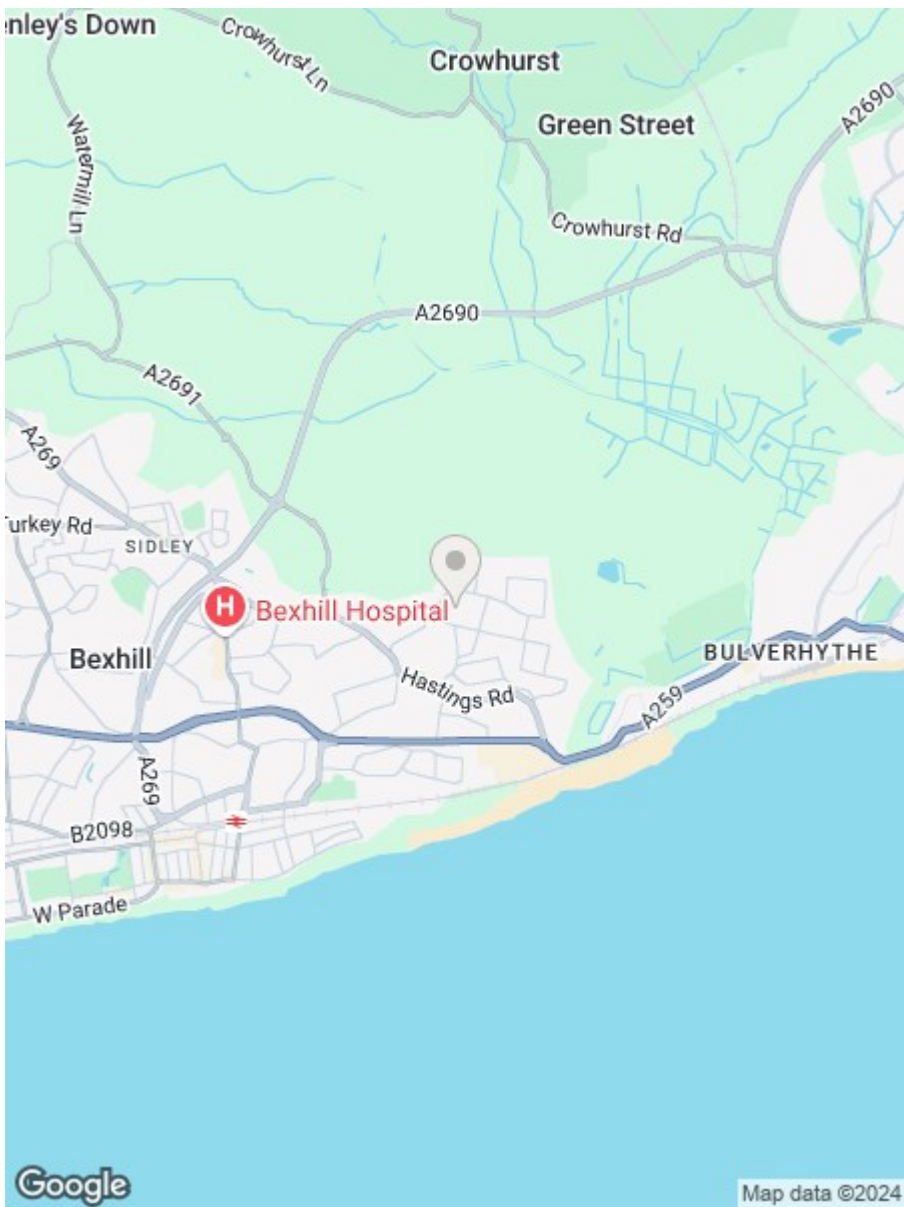 enley's Down
Crowhurst Ln
Crowhurst
Green Street
A2690
Watermill Ln
Crowhurst Rd
A2690
A2691
A269
Turkey Rd
SIDLEY
H
Bexhill Hospital
Bexhill
BULVERHYTHE
Hastings Rd
A259
A269
B2098
W Parade
Google
Map data ©2024